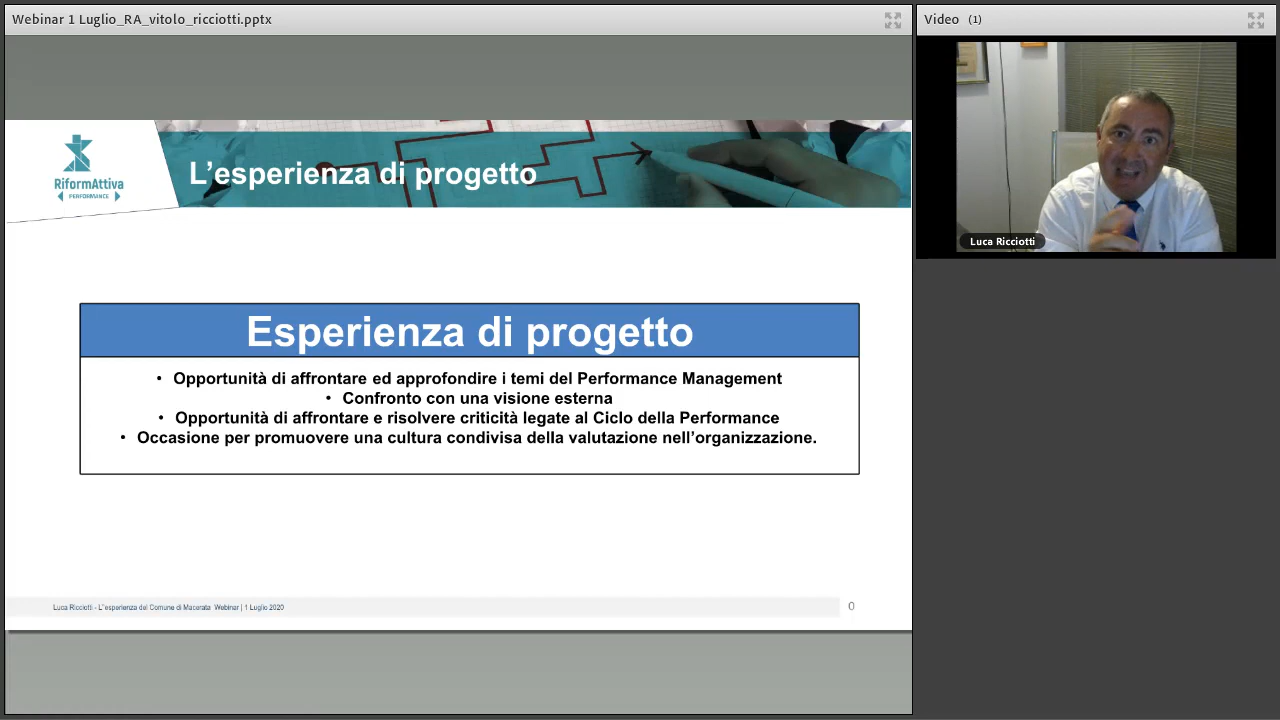 Webinar 1 Luglio_RA_vitolo_ricciotti.pptx
Video (1)
RiformAttiva
PERFORMANCE
L'esperienza di progetto
Luca Ricciotti
Esperienza di progetto
• Opportunità di affrontare ed approfondire i temi del Performance Management
• Confronto con una visione esterna
• Opportunità di affrontare e risolvere criticità legate al Ciclo della Performance
• Occasione per promuovere una cultura condivisa della valutazione nell'organizzazione.
Luca Ricciotti - L'esperienza del Comune di Macerata Webinar | 1 Luglio 2020
0